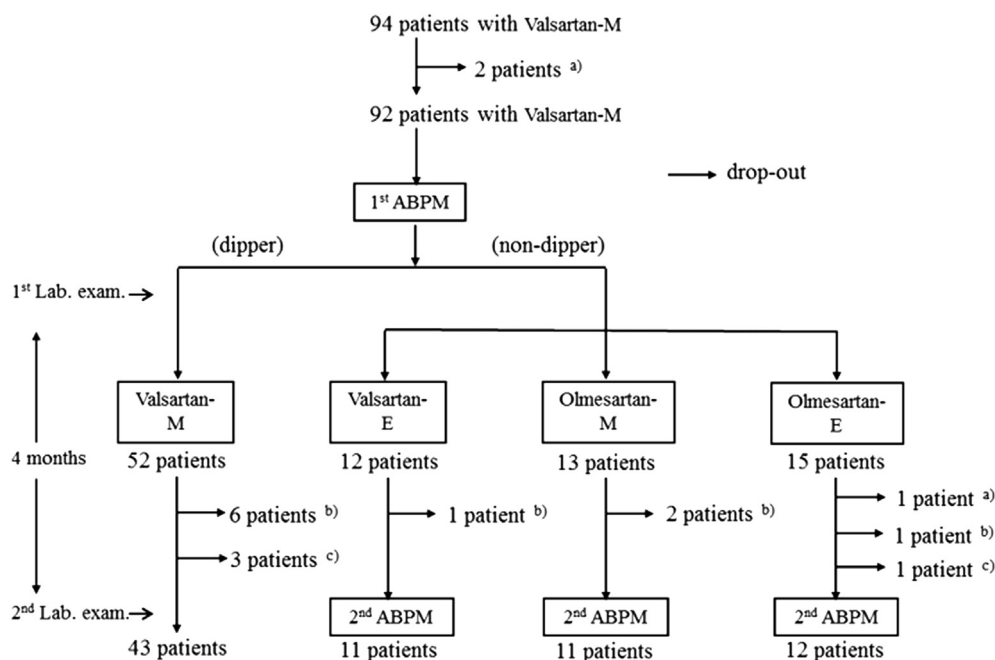 94 patients with Valsartan-M
2 patients a)
92 patients with Valsartan-M
drop-out
1st ABPM
(dipper)
(non-dipper)
1st Lab. exam.
Valsartan-
M
Valsartan-
E
Olmesartan-
M
Olmesartan-
E
4 months
52 patients
12 patients
13 patients
15 patients
6 patients b)
3 patients c)
1 patient b)
2 patients b)
1 patient a)
1 patient b)
1 patient c)
2nd Lab. exam.
2nd ABPM
2nd ABPM
2nd ABPM
43 patients
11 patients
11 patients
12 patients